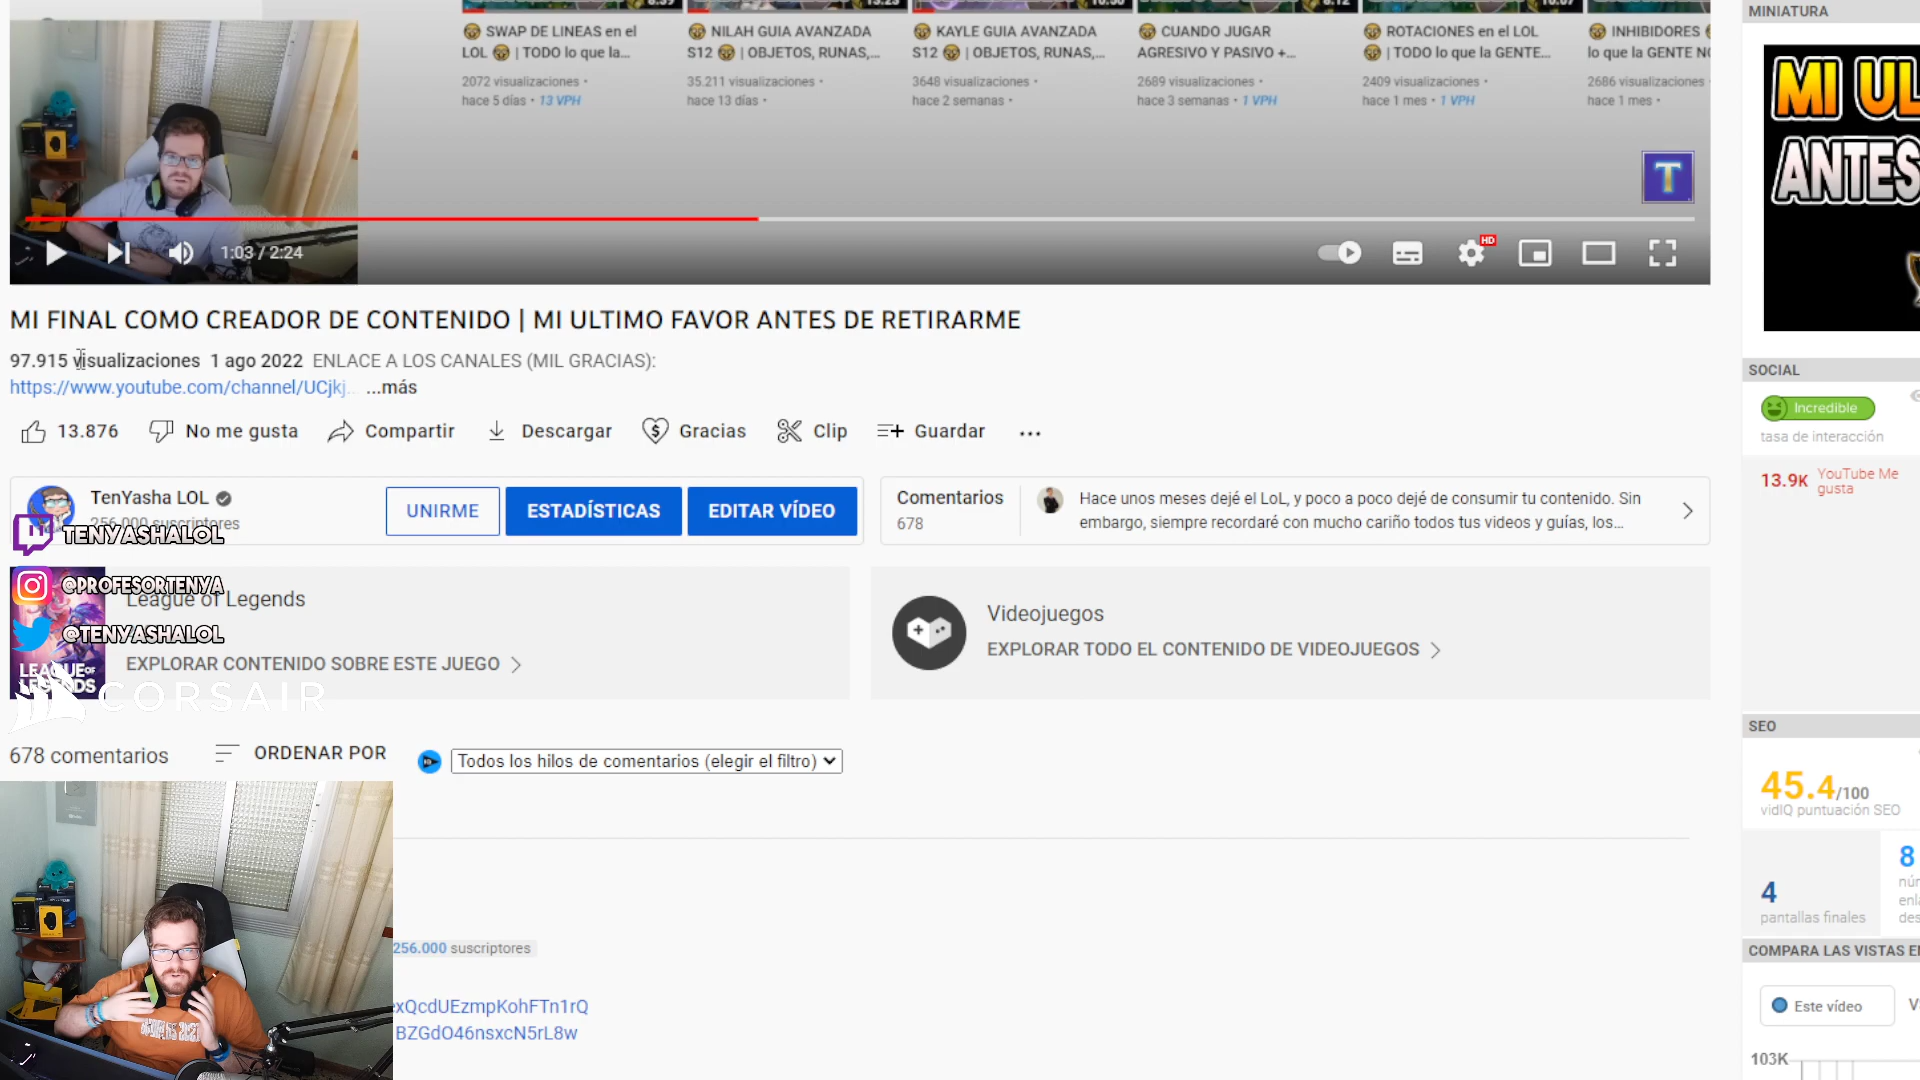 SWAP DE LINEAS en el
LOL | TODO lo que la...
2072 visualizaciones •
hace 5 días • 13 VPH
NILAH GUIA AVANZADA
S12 | OBJETOS, RUNAS,...
35.211 visualizaciones •
hace 13 días •
KAYLE GUIA AVANZADA
S12 | OBJETOS, RUNAS,...
3648 visualizaciones •
hace 2 semanas •
CUANDO JUGAR
AGRESIVO Y PASIVO +...
2689 visualizaciones •
hace 3 semanas • 1 VPH
ROTACIONES en el LOL
| TODO lo que la GENTE...
2409 visualizaciones •
hace 1 mes • 1 VPH
INHIBIDORES
lo que la GENTE NO
2686 visualizaciones
hace 1 mes •
T
1:03 / 2:24
HD
MI FINAL COMO CREADOR DE CONTENIDO | MI ULTIMO FAVOR ANTES DE RETIRARME
97.915 visualizaciones 1 ago 2022 ENLACE A LOS CANALES (MIL GRACIAS):
https://www.youtube.com/channel/UCjkj... ...más
13.876 No me gusta Compartir Descargar Gracias Clip Guardar ...
TenYasha LOL
256.000 suscriptores
UNIRME
ESTADÍSTICAS
EDITAR VÍDEO
Comentarios
678
Hace unos meses dejé el LoL, y poco a poco dejé de consumir tu contenido. Sin
embargo, siempre recordaré con mucho cariño todos tus videos y guías, los...
TENYASHALOL
@PROFESORTENYA
@TENYASHALOL
League of Legends
EXPLORAR CONTENIDO SOBRE ESTE JUEGO
LEAGUE OF
LEGENDS
CORSAIR
Videojuegos
EXPLORAR TODO EL CONTENIDO DE VIDEOJUEGOS
678 comentarios
ORDENAR POR
Todos los hilos de comentarios (elegir el filtro)
256.000 suscriptores
xQcdUEzmpKohFTn1rQ
BZGdO46nsxcN5rL8w
MINIATURA
MI UL
ANTES
SOCIAL
Incredible
tasa de interacción
13.9K YouTube Me
gusta
SEO
45.4/100
vidIQ puntuación SEO
4
pantallas finales
8
núr
enla
des
COMPARA LAS VISTAS EN
Este vídeo
103K